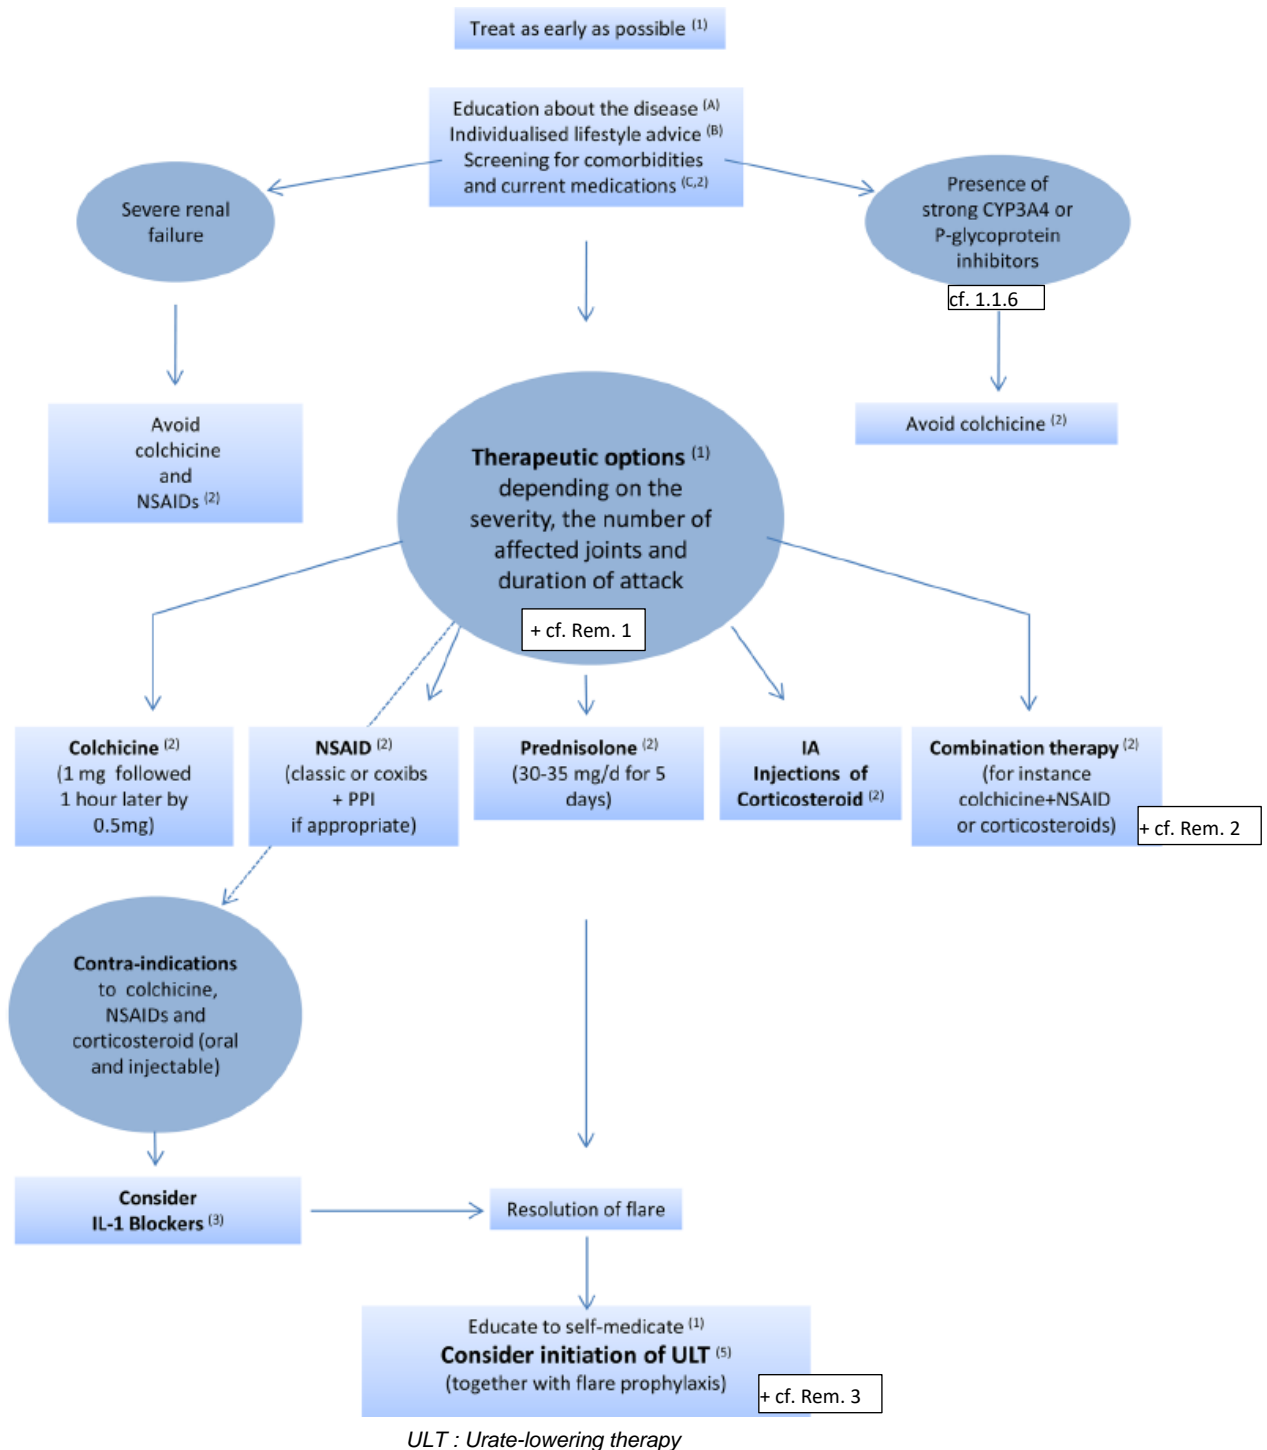 Treat as early as possible (1)
Education about the disease (A)
Individualised lifestyle advice (B)
Screening for comorbidities
and current medications (C,2)
Severe renal
failure
Presence of
strong CYP3A4 or
P-glycoprotein
inhibitors
cf. 1.1.6
Avoid
colchicine
and
NSAIDs (2)
Avoid colchicine (2)
Therapeutic options (1)
depending on the
severity, the number of
affected joints and
duration of attack
+ cf. Rem. 1
Colchicine (2)
(1 mg followed
1 hour later by
0.5mg)
NSAID (2)
(classic or coxibs
+ PPI
if appropriate)
Prednisolone (2)
(30-35 mg/d for 5
days)
IA
Injections of
Corticosteroid (2)
Combination therapy (2)
(for instance
colchicine+NSAID
or corticosteroids)
+ cf. Rem. 2
Contra-indications
to colchicine,
NSAIDs and
corticosteroid (oral
and injectable)
Consider
IL-1 Blockers (3)
Resolution of flare
Educate to self-medicate (1)
Consider initiation of ULT (5)
(together with flare prophylaxis)
+ cf. Rem. 3
ULT : Urate-lowering therapy